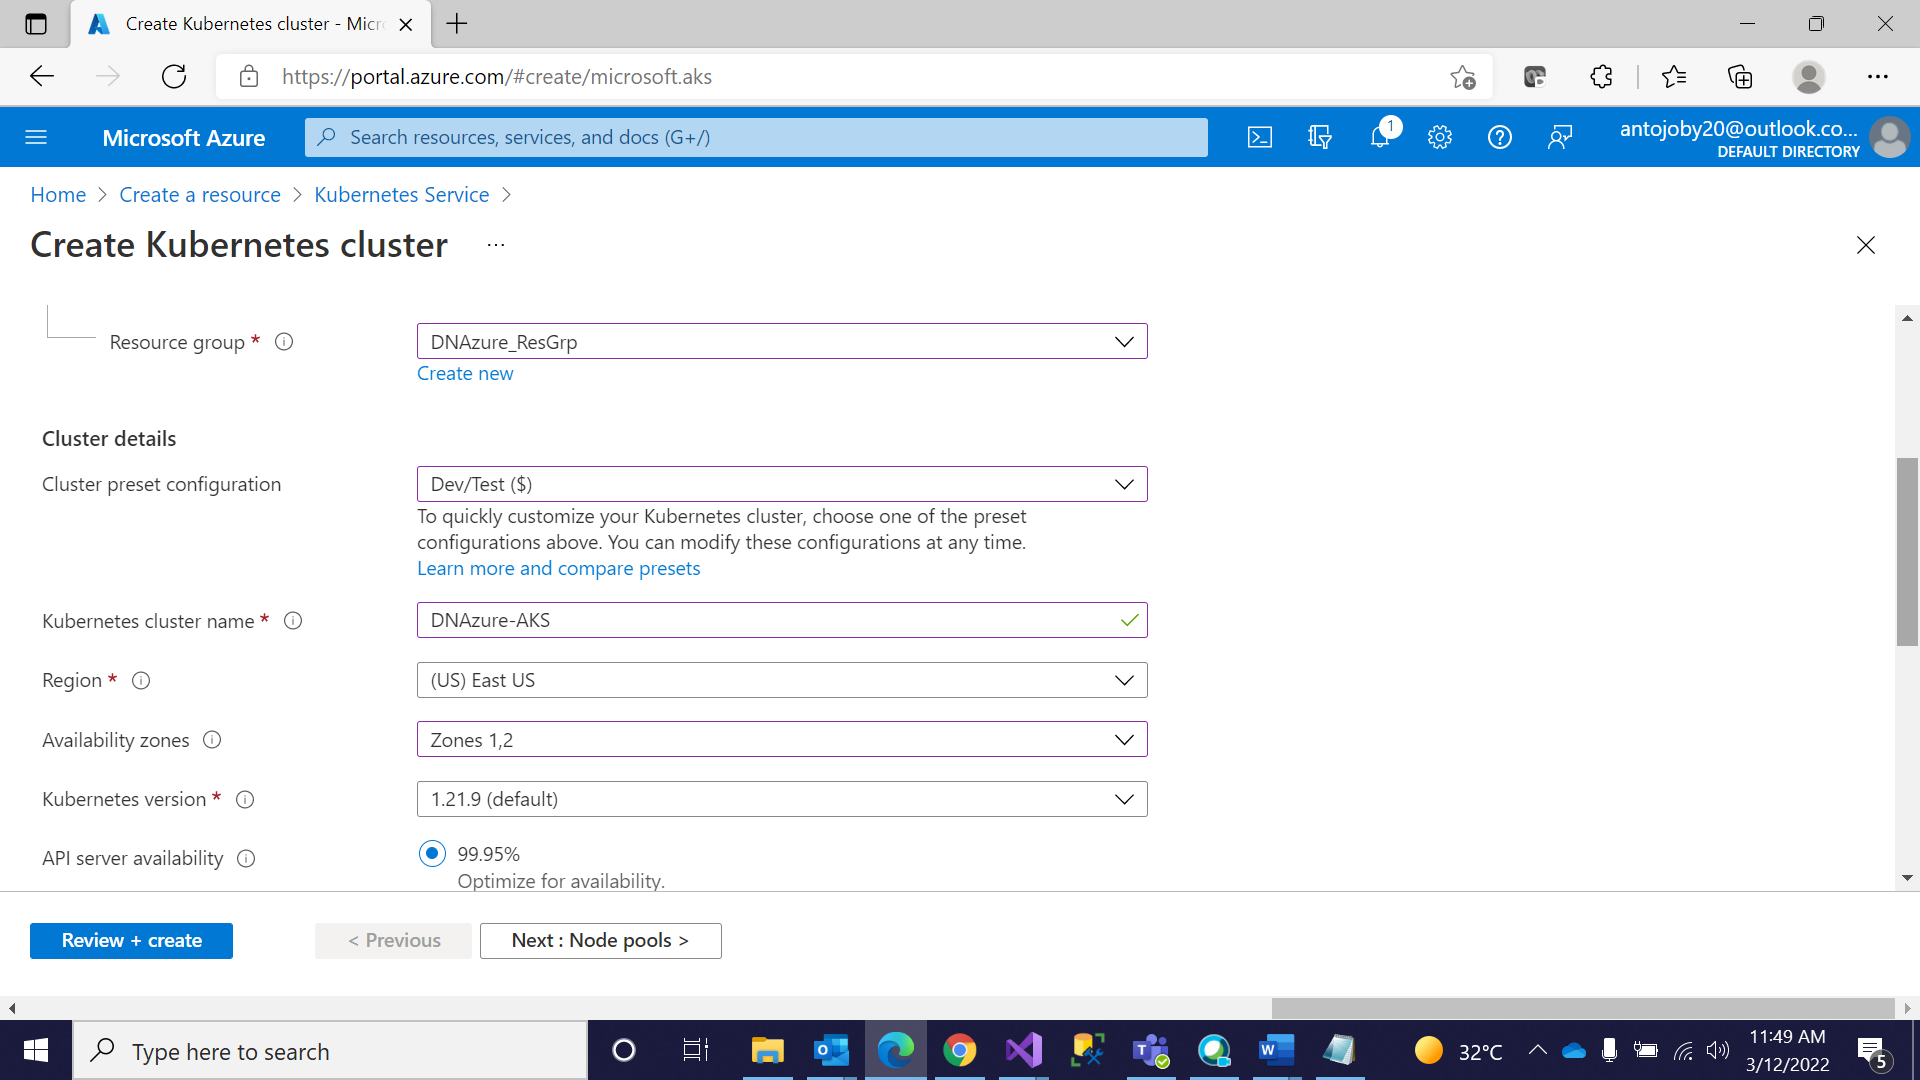 Create Kubernetes cluster - Micr
https://portal.azure.com/#create/microsoft.aks
Microsoft Azure
Search resources, services, and docs (G+/)
1
antojoby20@outlook.co...
DEFAULT DIRECTORY
Home > Create a resource > Kubernetes Service >
Create Kubernetes cluster ...
Resource group *
DNAzure_ResGrp
Create new
Cluster details
Cluster preset configuration
Dev/Test ($)
To quickly customize your Kubernetes cluster, choose one of the preset
configurations above. You can modify these configurations at any time.
Learn more and compare presets
Kubernetes cluster name *
DNAzure-AKS
Region *
(US) East US
Availability zones
Zones 1,2
Kubernetes version *
1.21.9 (default)
API server availability
99.95%
Optimize for availability.
Review + create
< Previous
Next : Node pools >
Type here to search
32°C
11:49 AM
3/12/2022
5